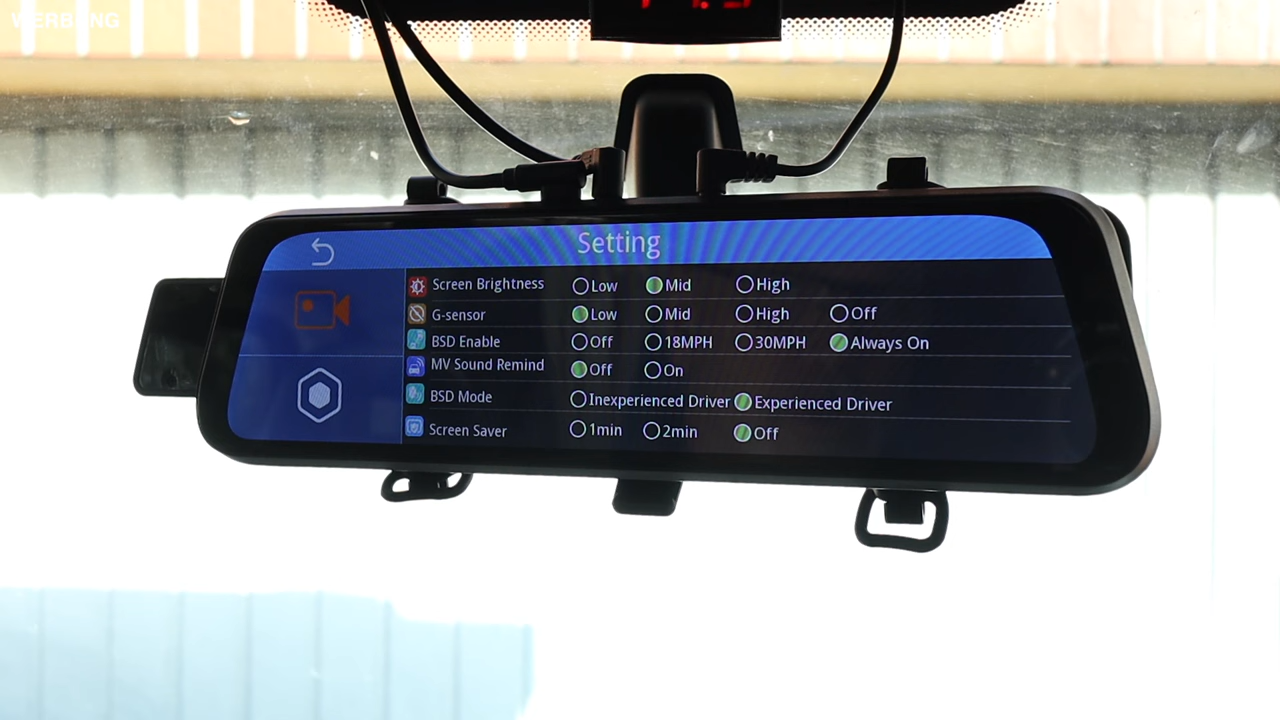 WERBUNG
Setting
Screen Brightness Low Mid High
G-sensor Low Mid High Off
BSD Enable Off 18MPH 30MPH Always On
MV Sound Remind Off On
BSD Mode Inexperienced Driver Experienced Driver
Screen Saver 1min 2min Off